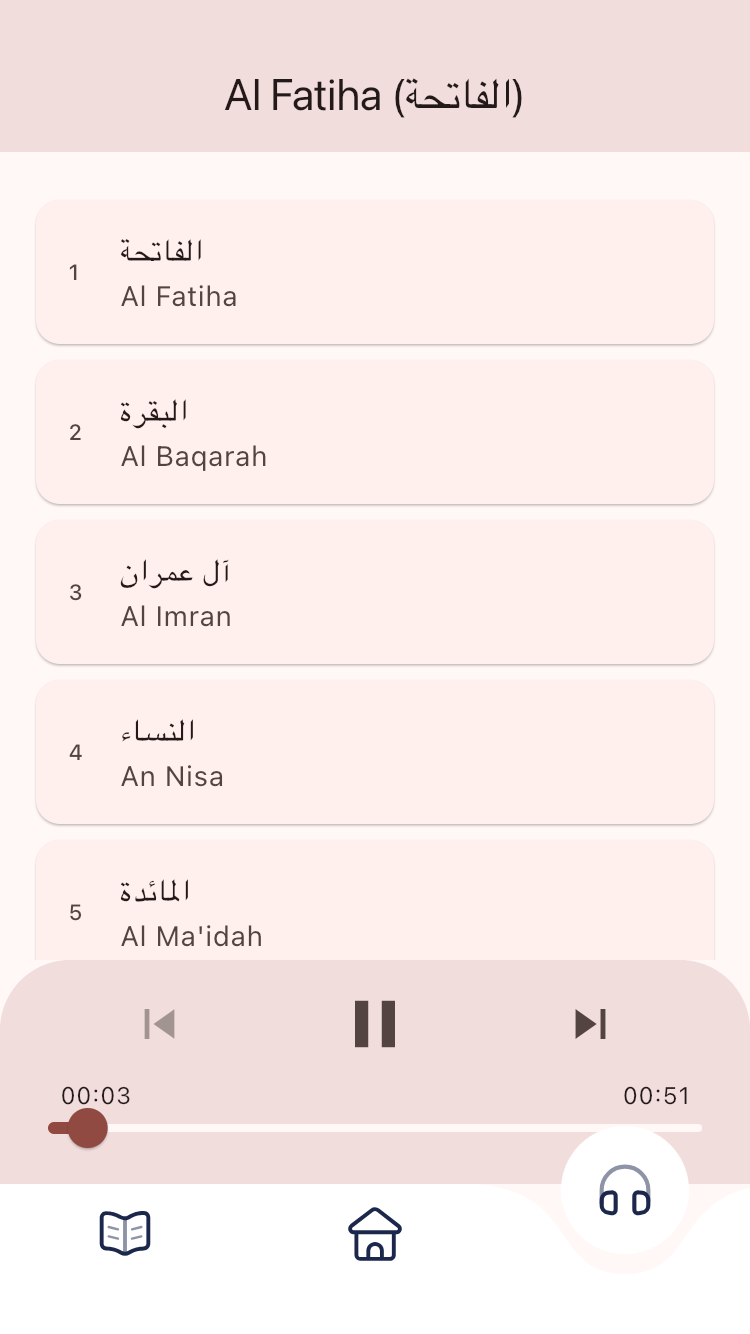 Al Fatiha (الفاتحة)
1
الفاتحة
Al Fatiha
2
البقرة
Al Baqarah
3
آل عمران
Al Imran
4
النساء
An Nisa
5
المائدة
Al Ma'idah
00:03
00:51